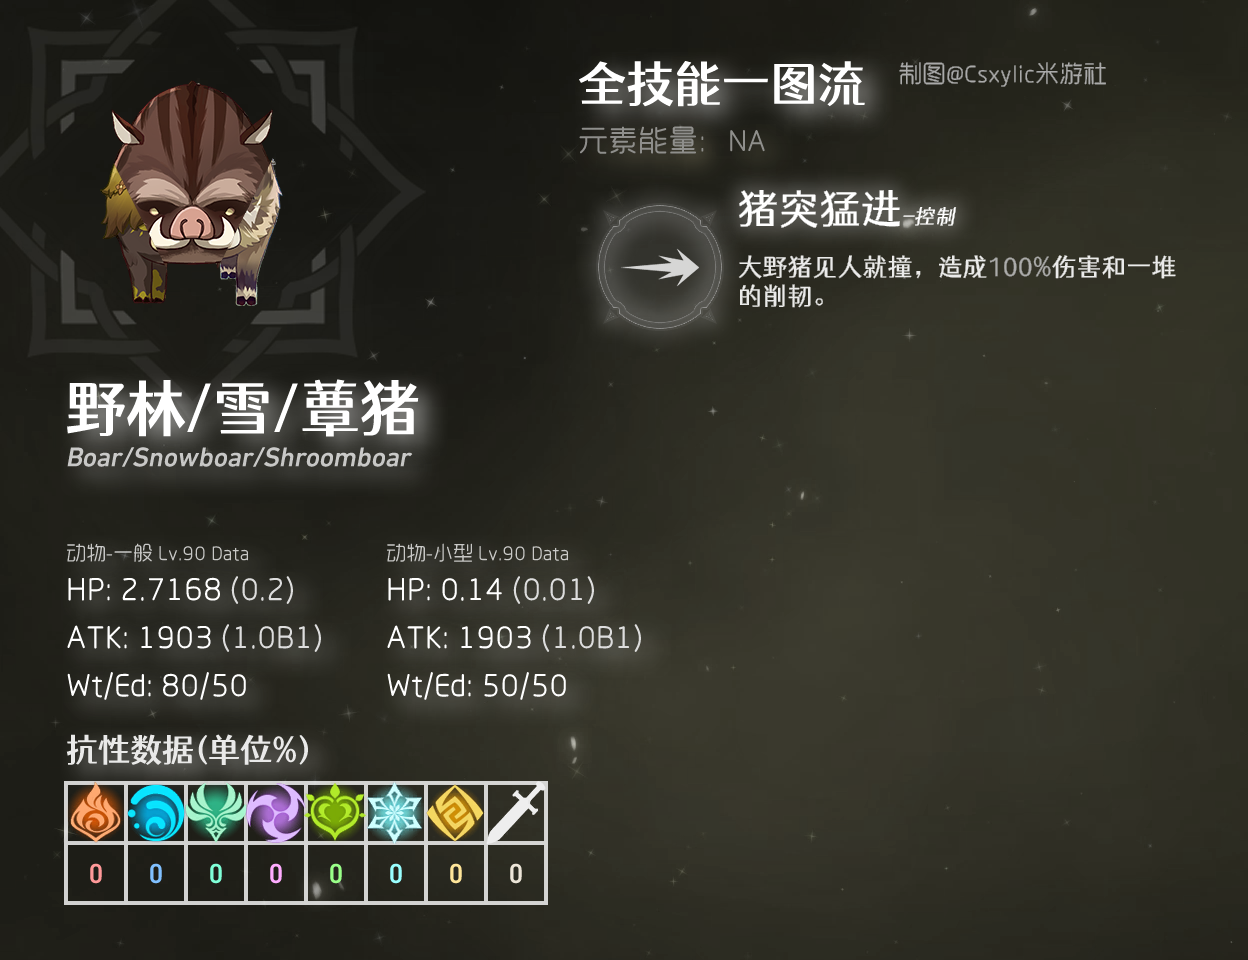 全技能一图流 制图@Csxylic米游社
元素能量： NA
猪突猛进-控制
大野猪见人就撞，造成100%伤害和一堆
的削韧。
野林/雪/蕈猪
Boar/Snowboar/Shroomboar
动物-一般 Lv.90 Data
HP: 2.7168 (0.2)
ATK: 1903 (1.0B1)
Wt/Ed: 80/50
动物-小型 Lv.90 Data
HP: 0.14 (0.01)
ATK: 1903 (1.0B1)
Wt/Ed: 50/50
抗性数据(单位%)
0 0 0 0 0 0 0 0